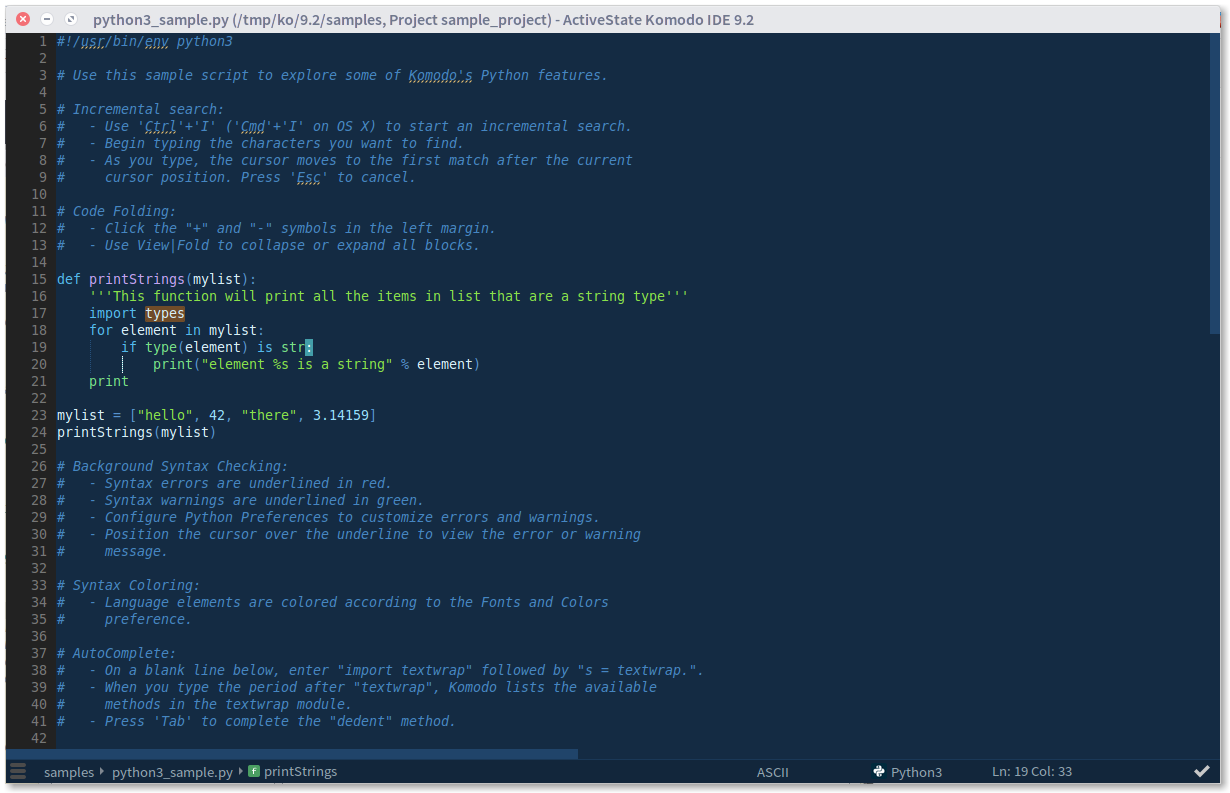 python3_sample.py (/tmp/ko/9.2/samples, Project sample_project) - ActiveState Komodo IDE 9.2
1 #!/usr/bin/env python3
2
3 # Use this sample script to explore some of Komodo's Python features.
4
5 # Incremental search:
6 #   - Use 'Ctrl'+'I' ('Cmd'+'I' on OS X) to start an incremental search.
7 #   - Begin typing the characters you want to find.
8 #   - As you type, the cursor moves to the first match after the current
9 #     cursor position. Press 'Esc' to cancel.
10
11 # Code Folding:
12 #   - Click the "+" and "-" symbols in the left margin.
13 #   - Use View|Fold to collapse or expand all blocks.
14
15 def printStrings(mylist):
16     '''This function will print all the items in list that are a string type'''
17     import types
18     for element in mylist:
19         if type(element) is str:
20             print("element %s is a string" % element)
21     print
22
23 mylist = ["hello", 42, "there", 3.14159]
24 printStrings(mylist)
25
26 # Background Syntax Checking:
27 #   - Syntax errors are underlined in red.
28 #   - Syntax warnings are underlined in green.
29 #   - Configure Python Preferences to customize errors and warnings.
30 #   - Position the cursor over the underline to view the error or warning
31 #     message.
32
33 # Syntax Coloring:
34 #   - Language elements are colored according to the Fonts and Colors
35 #     preference.
36
37 # AutoComplete:
38 #   - On a blank line below, enter "import textwrap" followed by "s = textwrap.".
39 #   - When you type the period after "textwrap", Komodo lists the available
40 #     methods in the textwrap module.
41 #   - Press 'Tab' to complete the "dedent" method.
42
samples python3_sample.py f printStrings ASCII Python3 Ln: 19 Col: 33